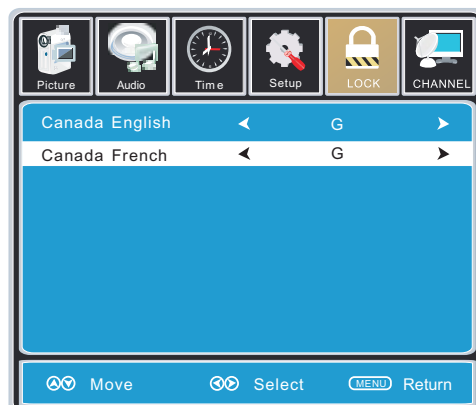 Picture Audio Time Setup LOCK CHANNEL
Canada English G
Canada French G
Move Select MENU Return